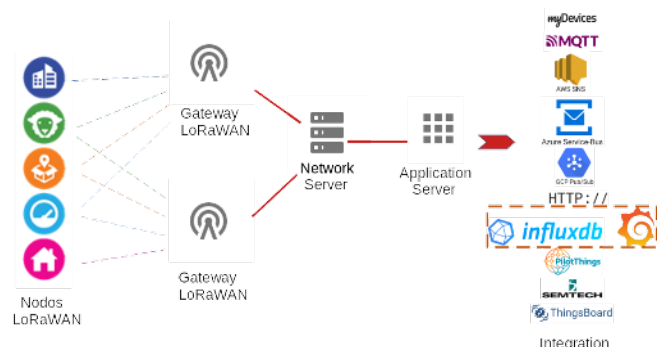 Nodos
LoRaWAN
Gateway
LoRaWAN
Gateway
LoRaWAN
Network
Server
Application
Server
myDevices
MQTT
AWS SNS
Azure Service-Bus
GCP Pub/Sub
HTTP://
influxdb
PilotThings
SEMTECH
ThingsBoard
Integration